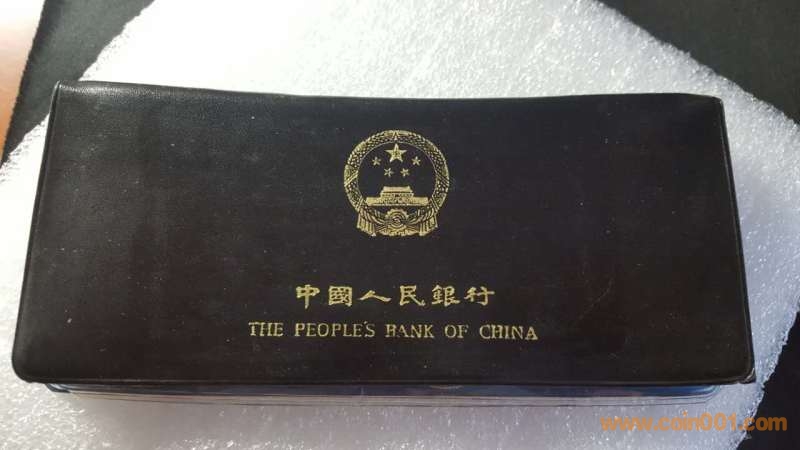 中國人民銀行
THE PEOPLE'S BANK OF CHINA
www.coin001.com